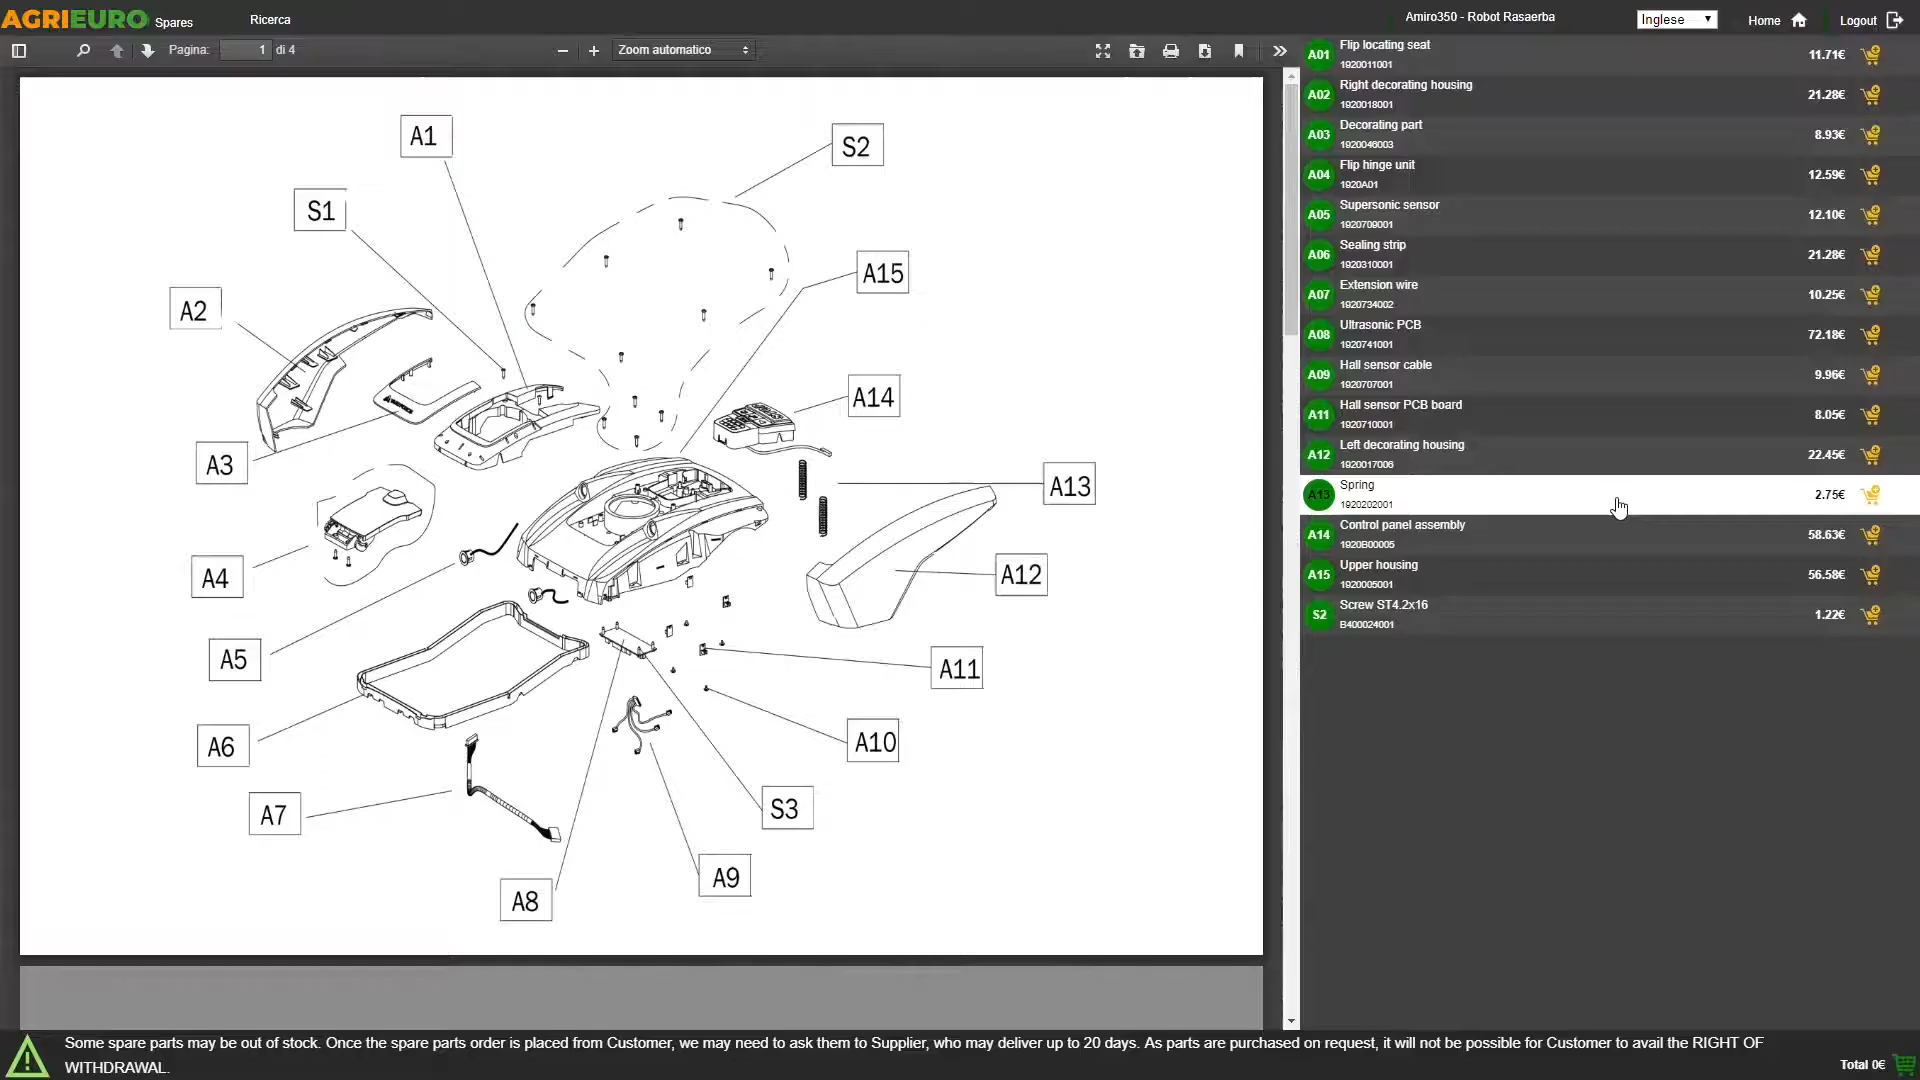 AGRIEURO Spares
Ricerca
Amiro350 - Robot Rasaerba
Inglese
Home
Logout
Pagina: 1 di 4
Zoom automatico
A1
S2
S1
A15
A2
A14
A3
A13
A4
A12
A5
A11
A6
A10
A7
S3
A9
A8
A01 Flip locating seat 11.71€
1920011001
A02 Right decorating housing 21.28€
1920018001
A03 Decorating part 8.93€
1920046003
A04 Flip hinge unit 12.59€
1920A01
A05 Supersonic sensor 12.10€
1920709001
A06 Sealing strip 21.28€
1920310001
A07 Extension wire 10.25€
1920734002
A08 Ultrasonic PCB 72.18€
1920741001
A09 Hall sensor cable 9.96€
1920707001
A11 Hall sensor PCB board 8.05€
1920710001
A12 Left decorating housing 22.45€
1920017006
A13 Spring 2.75€
1920202001
A14 Control panel assembly 58.63€
1920B00005
A15 Upper housing 56.58€
1920005001
S2 Screw ST4.2x16 1.22€
B400024001
Some spare parts may be out of stock. Once the spare parts order is placed from Customer, we may need to ask them to Supplier, who may deliver up to 20 days. As parts are purchased on request, it will not be possible for Customer to avail the RIGHT OF
WITHDRAWAL.
Total 0€